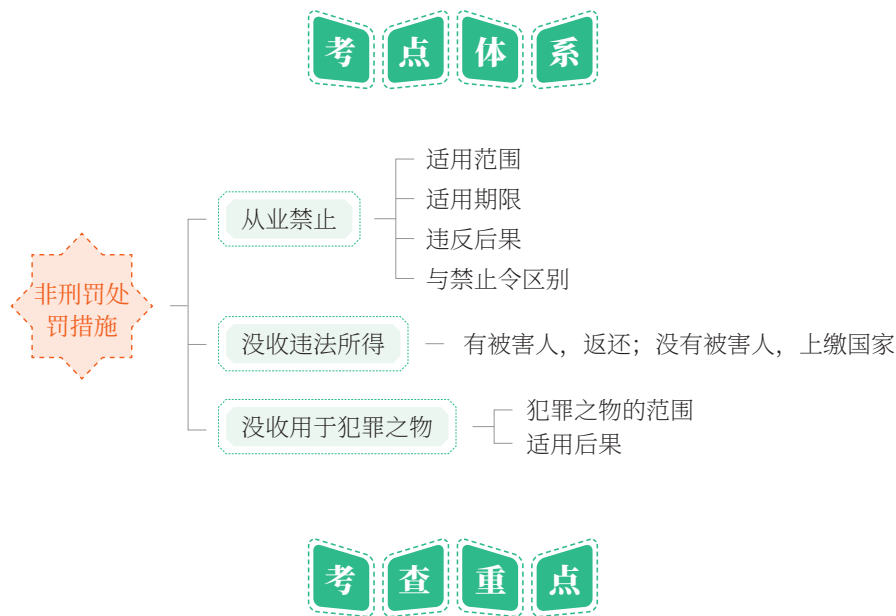 考点体系
适用范围
适用期限
从业禁止
违反后果
与禁止令区别
非刑罚处
罚措施
没收违法所得
有被害人，返还；没有被害人，上缴国家
没收用于犯罪之物
犯罪之物的范围
适用后果
考查重点